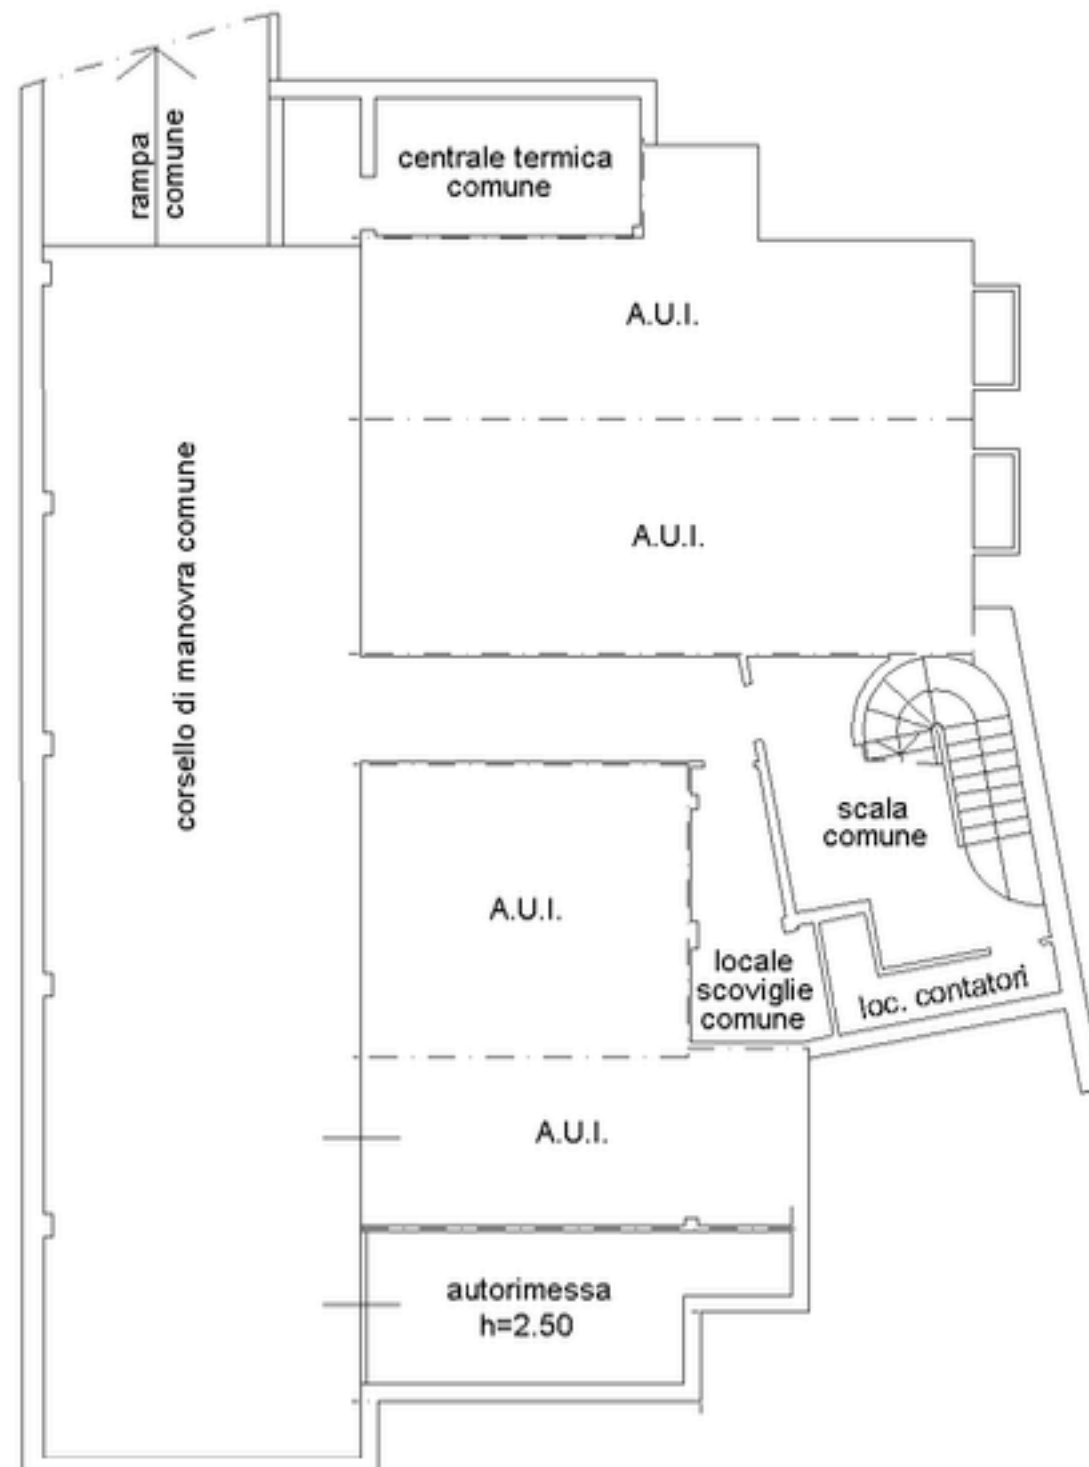 rampa
comune
centrale termica
comune
A.U.I.
A.U.I.
corsello di manovra comune
scala
comune
A.U.I.
locale
scoviglie
comune
loc. contatori
A.U.I.
autorimessa
h=2.50